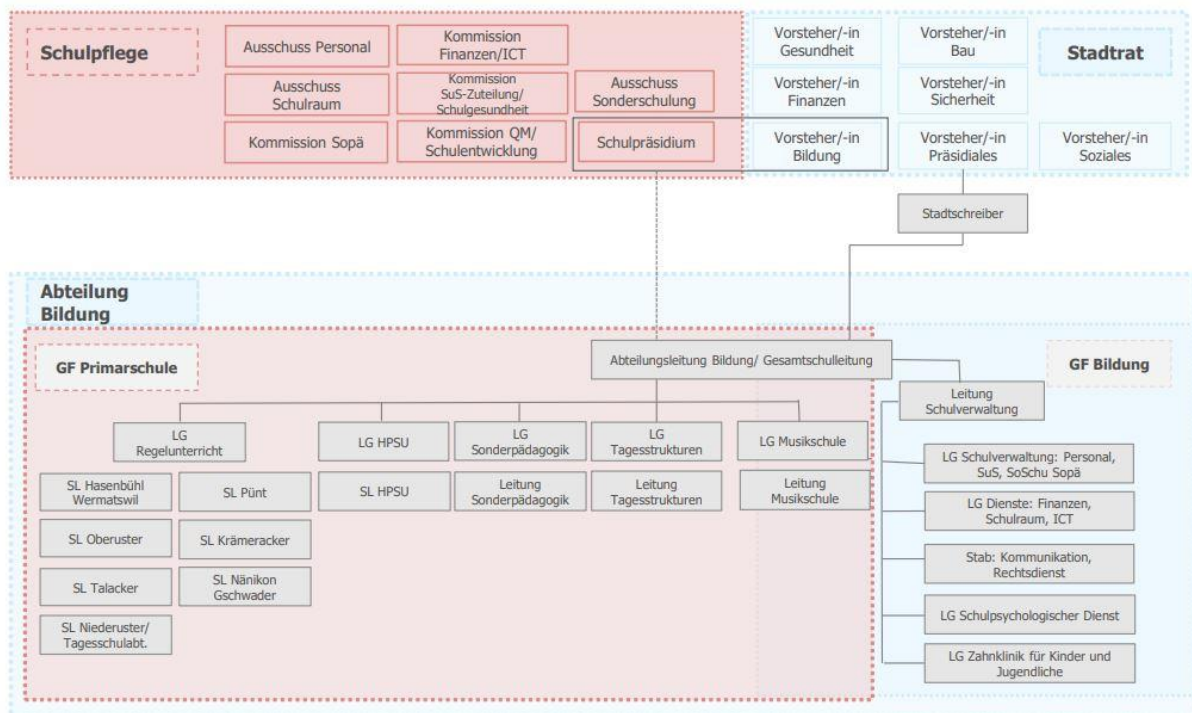 Schulpflege
Ausschuss Personal
Kommission
Finanzen/ICT
Ausschuss
Schulraum
Kommission
SuS-Zuteilung/
Schulgesundheit
Ausschuss
Sonderschulung
Kommission Sopä
Kommission QM/
Schulentwicklung
Schulpräsidium
Vorsteher/-in
Gesundheit
Vorsteher/-in
Bau
Stadtrat
Vorsteher/-in
Finanzen
Vorsteher/-in
Sicherheit
Vorsteher/-in
Bildung
Vorsteher/-in
Präsidiales
Vorsteher/-in
Soziales
Stadtschreiber
Abteilung
Bildung
GF Primarschule
Abteilungsleitung Bildung/ Gesamtschulleitung
GF Bildung
Leitung
Schulverwaltung
LG
Regelunterricht
LG HPSU
LG
Sonderpädagogik
LG
Tagesstrukturen
LG Musikschule
SL Hasenbühl
Wermatswil
SL Pünt
SL HPSU
Leitung
Sonderpädagogik
Leitung
Tagesstrukturen
Leitung
Musikschule
SL Oberuster
SL Krämeracker
SL Talacker
SL Nänikon
Gschwader
SL Niederuster/
Tagesschulabt.
LG Schulverwaltung: Personal,
SuS, SoSchu Sopä
LG Dienste: Finanzen,
Schulraum, ICT
Stab: Kommunikation,
Rechtsdienst
LG Schulpsychologischer Dienst
LG Zahnklinik für Kinder und
Jugendliche